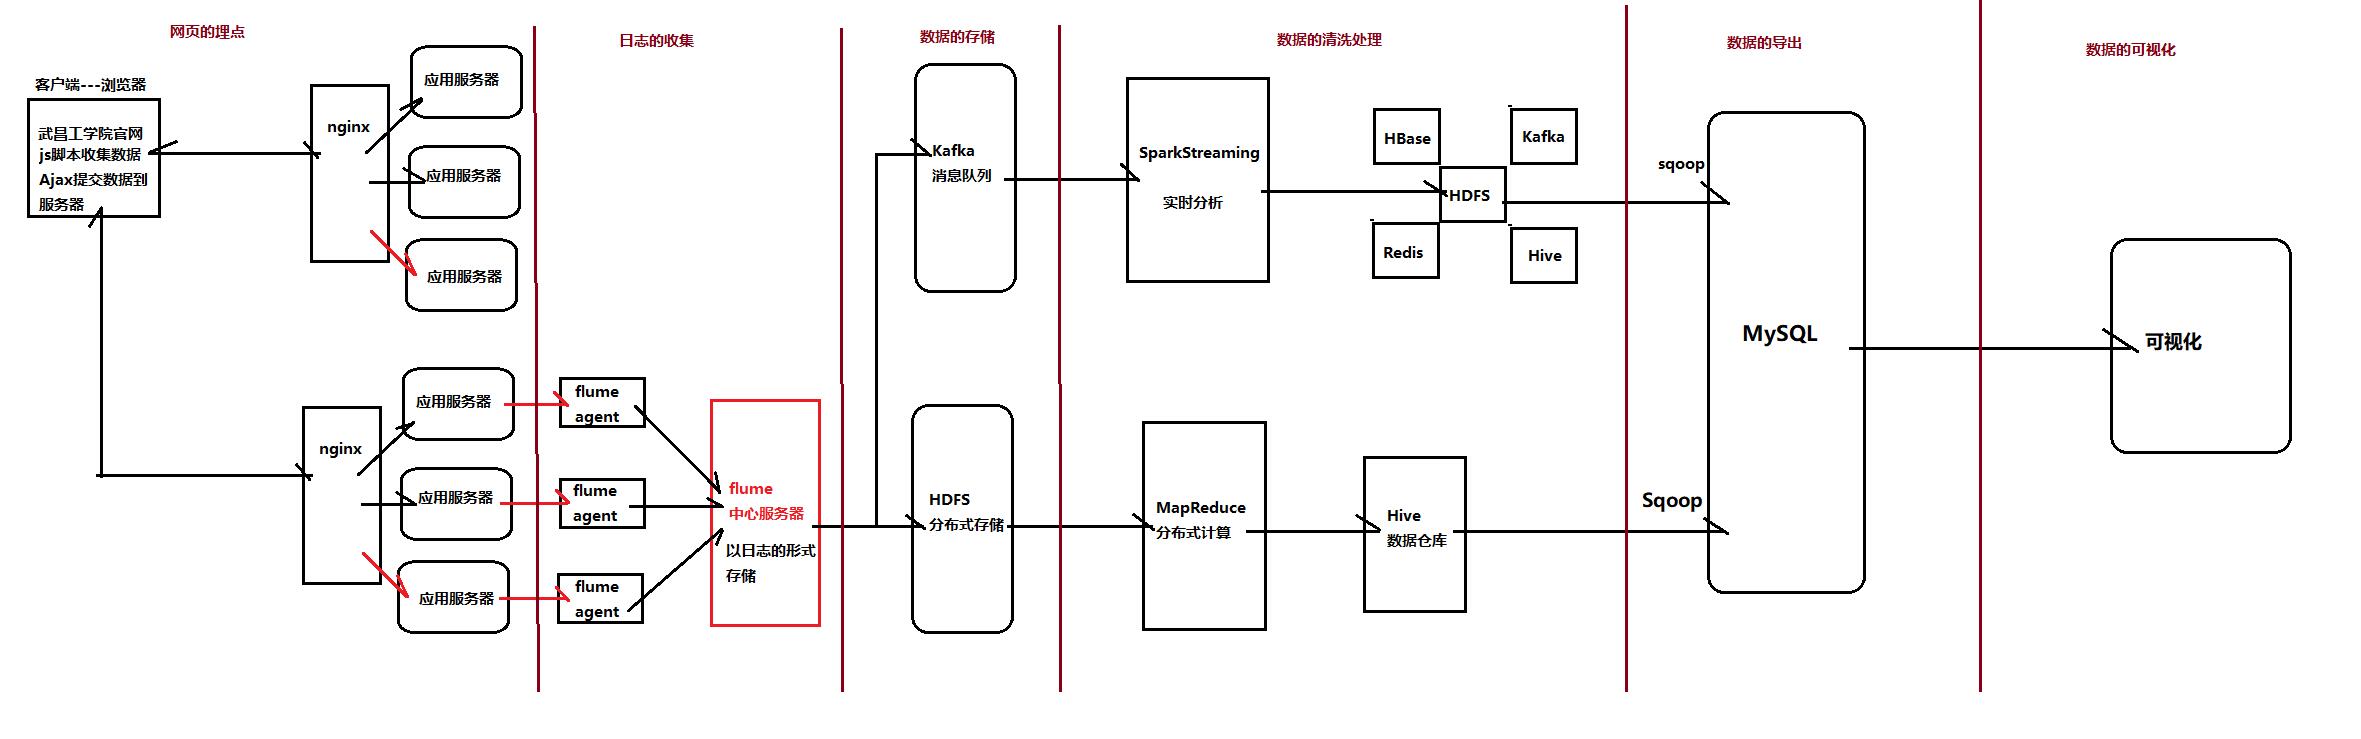 网页的埋点
日志的收集
数据的存储
数据的清洗处理
数据的导出
数据的可视化
客户端---浏览器
武昌工学院官网
js脚本收集数据
Ajax提交数据到
服务器
nginx
应用服务器
应用服务器
应用服务器
nginx
应用服务器
应用服务器
应用服务器
flume
agent
flume
agent
flume
agent
flume
中心服务器
以日志的形式
存储
Kafka
消息队列
HDFS
分布式存储
SparkStreaming
实时分析
HBase
Kafka
HDFS
Redis
Hive
MapReduce
分布式计算
Hive
数据仓库
sqoop
Sqoop
MySQL
可视化